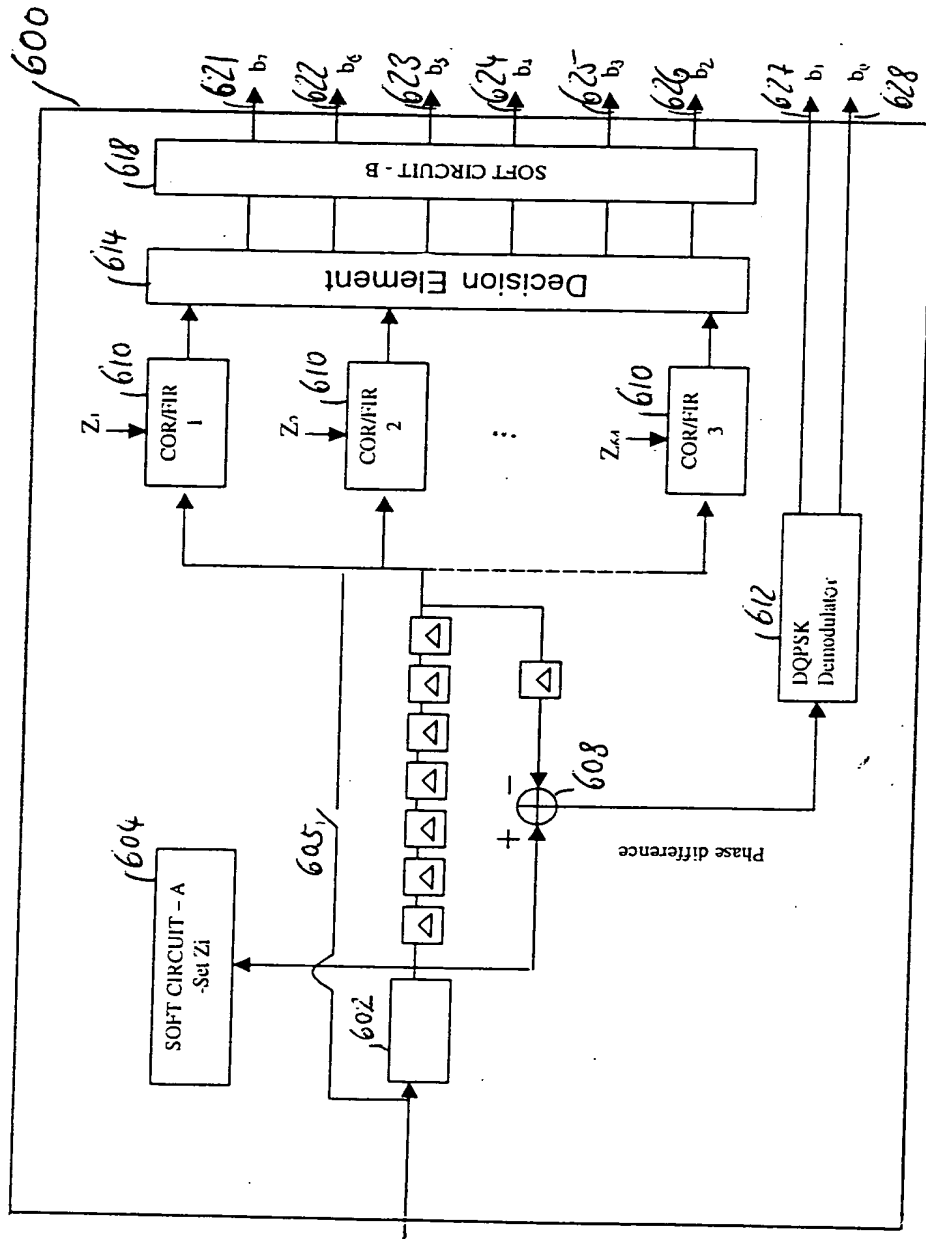 600
604
SOFT CIRCUIT – A
-Set Zi
605
602
+
−
608
Phase difference
612
DQPSK
Demodulator
Z₁
610
COR/FIR
1
610
COR/FIR
2
...
610
COR/FIR
3
614
Decision Element
618
SOFT CIRCUIT - B
621
b₇
622
b₆
623
b₅
624
b₄
625
b₃
626
b₂
627
b₁
b₀
628